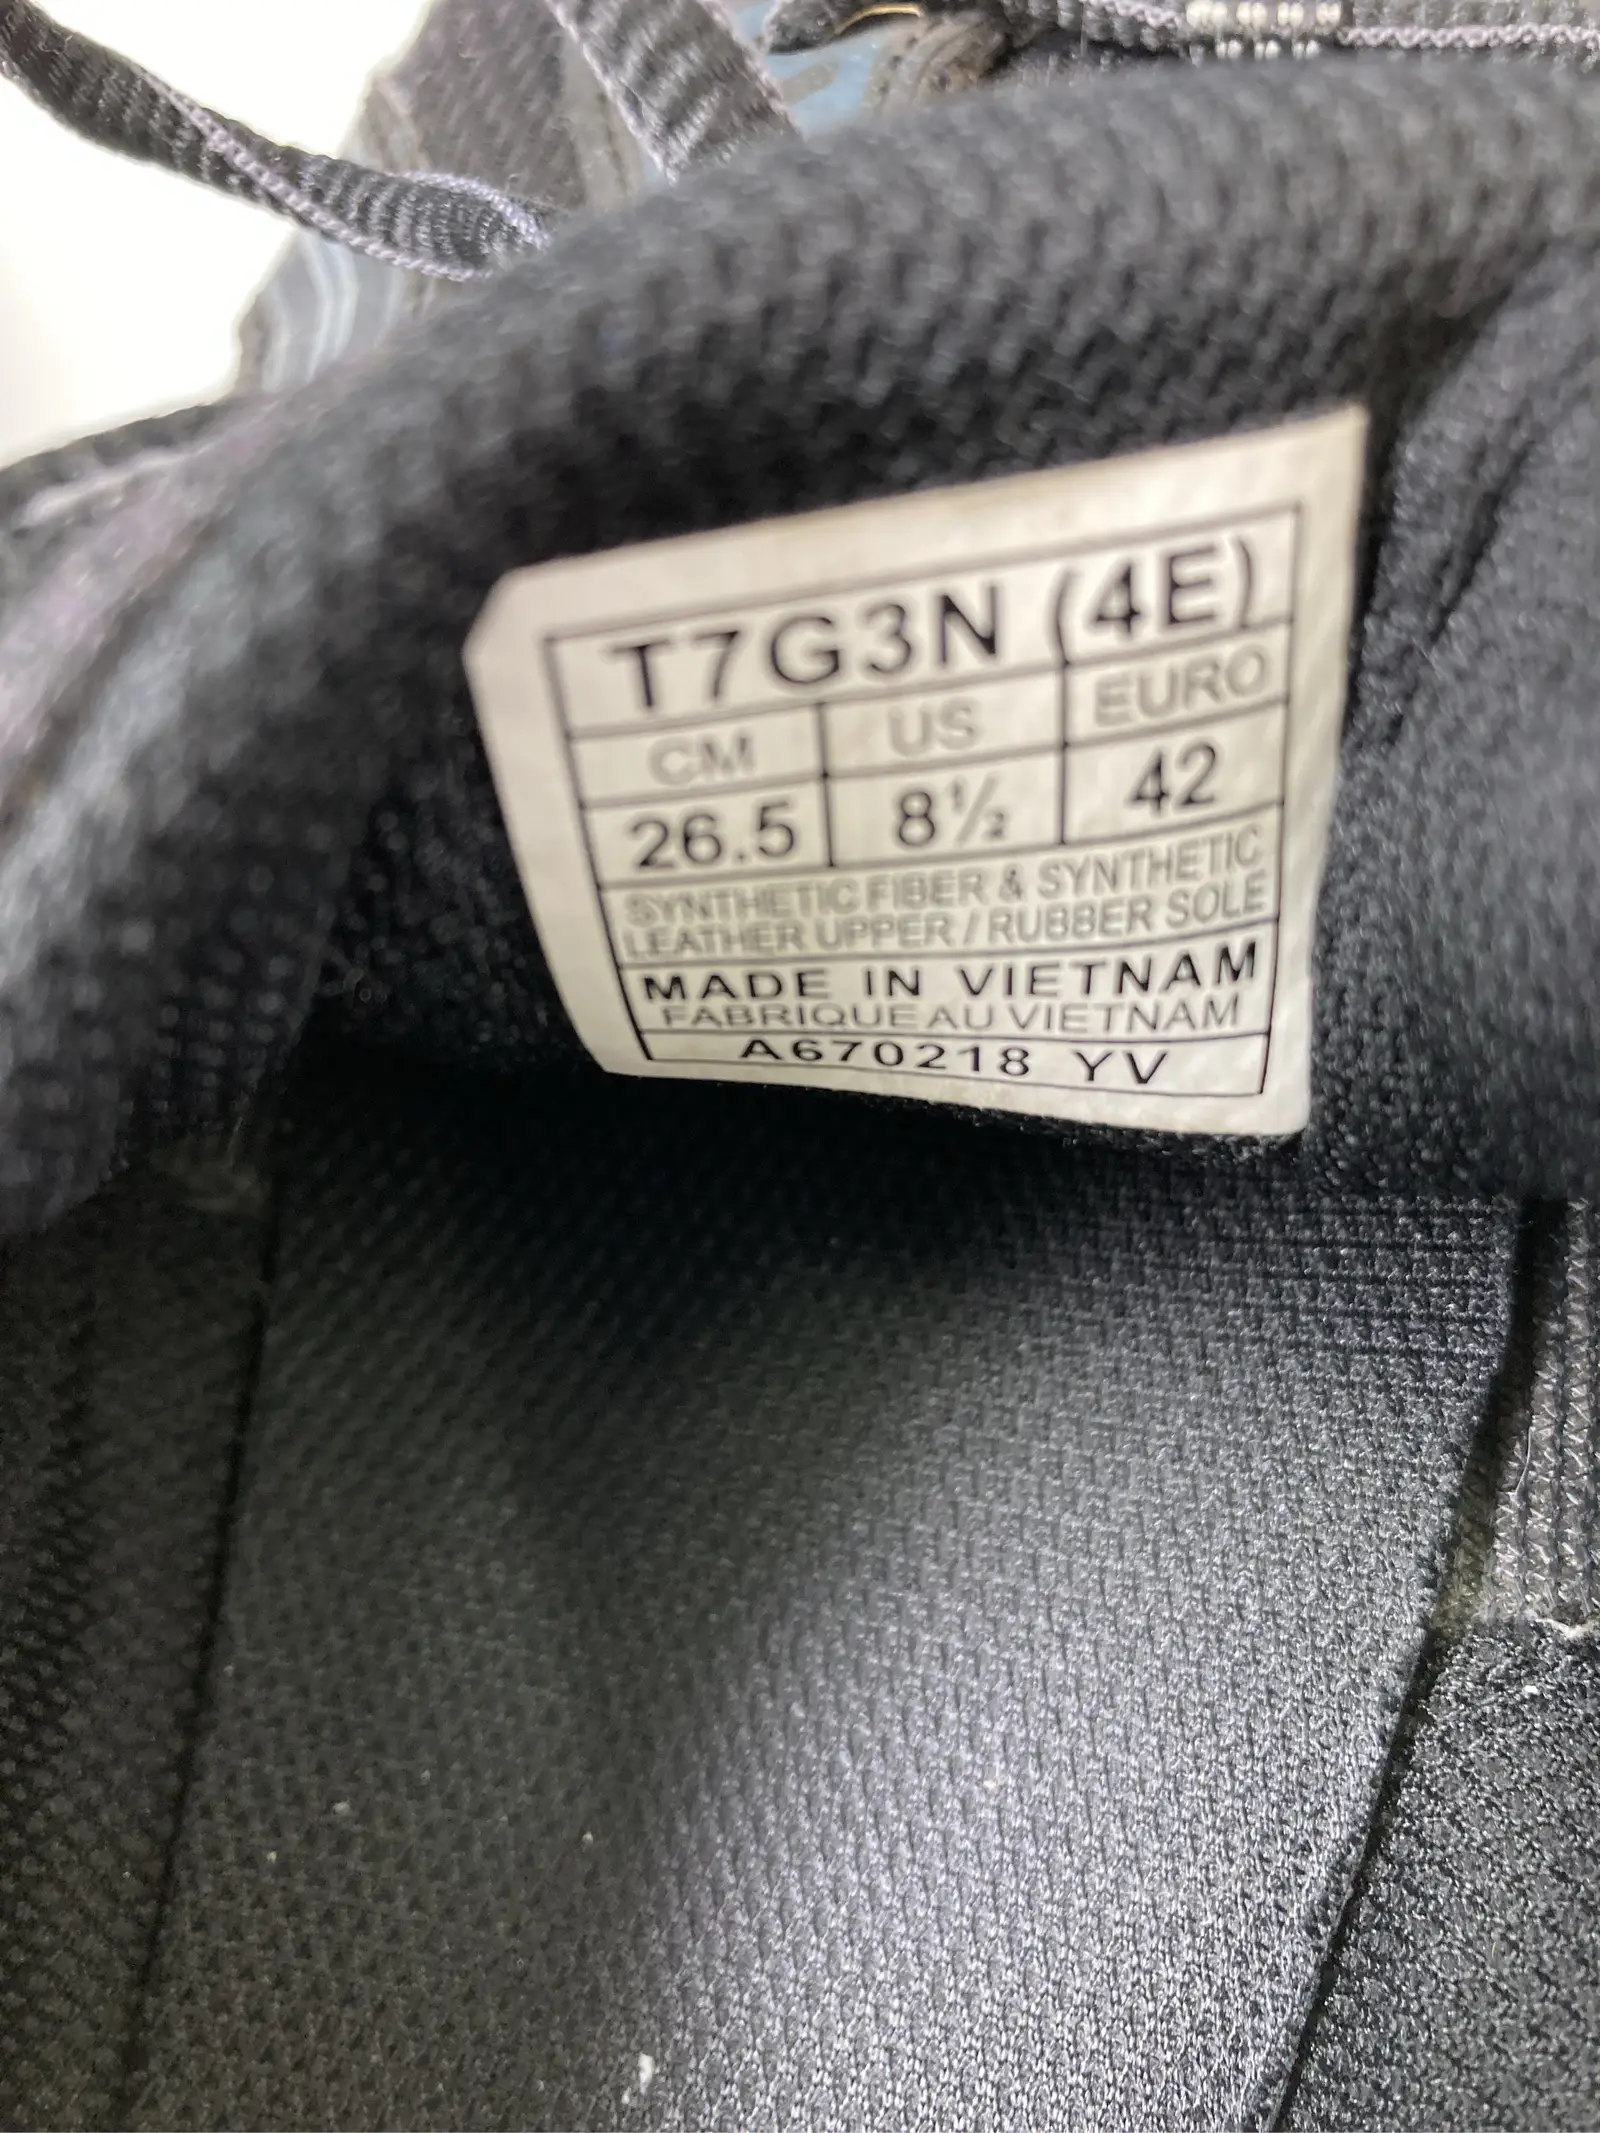 T7G3N (4E)
CM US EURO
26.5 8½ 42
SYNTHETIC FIBER & SYNTHETIC
LEATHER UPPER / RUBBER SOLE
MADE IN VIETNAM
FABRIQUE AU VIETNAM
A670218 YV